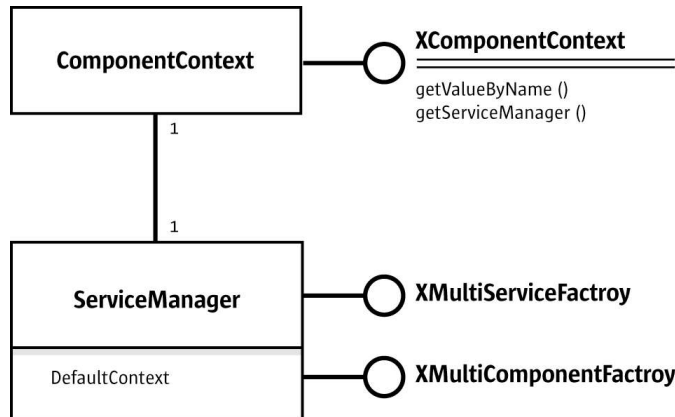 ComponentContext
XComponentContext
getValueByName ()
getServiceManager ()
1
1
ServiceManager
XMultiServiceFactroy
DefaultContext
XMultiComponentFactroy